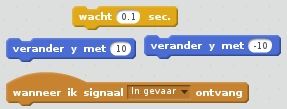 wacht 0.1 sec.
verander y met 10
verander y met -10
wanneer ik signaal In gevaar ontvang